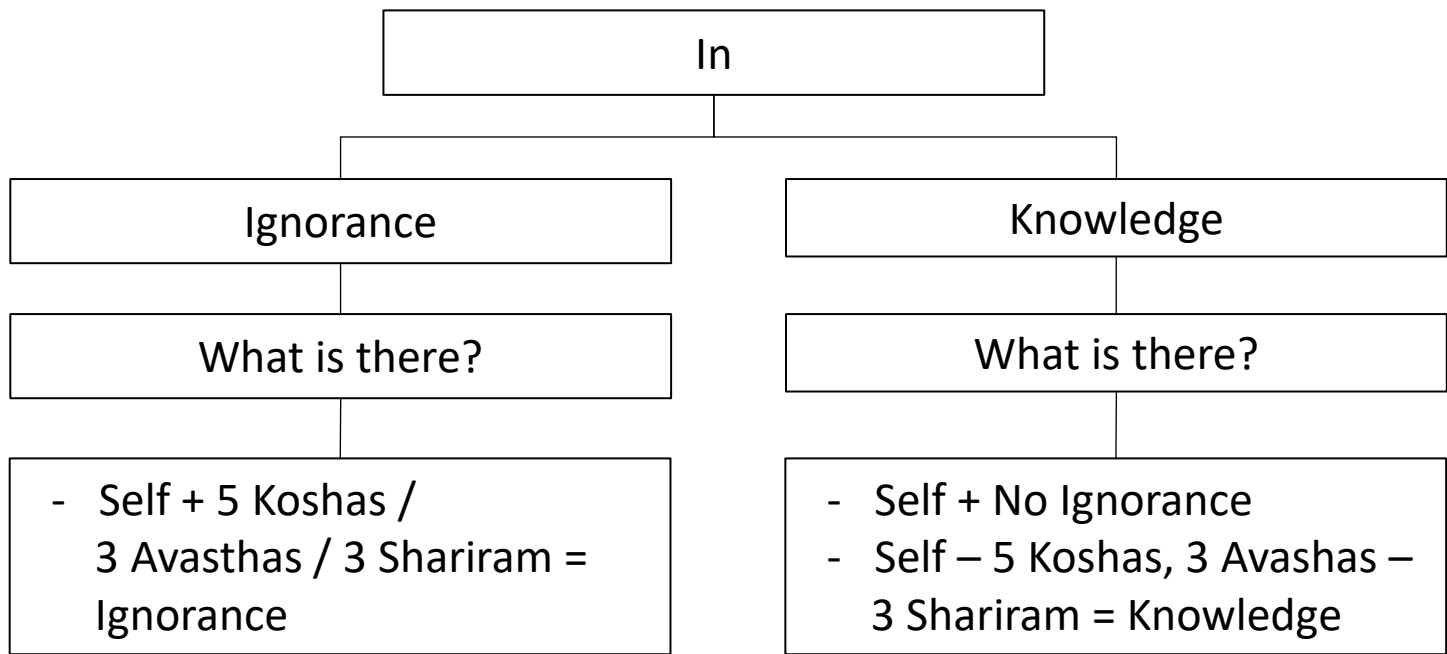 In
Ignorance
Knowledge
What is there?
What is there?
- Self + 5 Koshas /
3 Avasthas / 3 Shariram =
Ignorance
- Self + No Ignorance
- Self – 5 Koshas, 3 Avashas –
3 Shariram = Knowledge